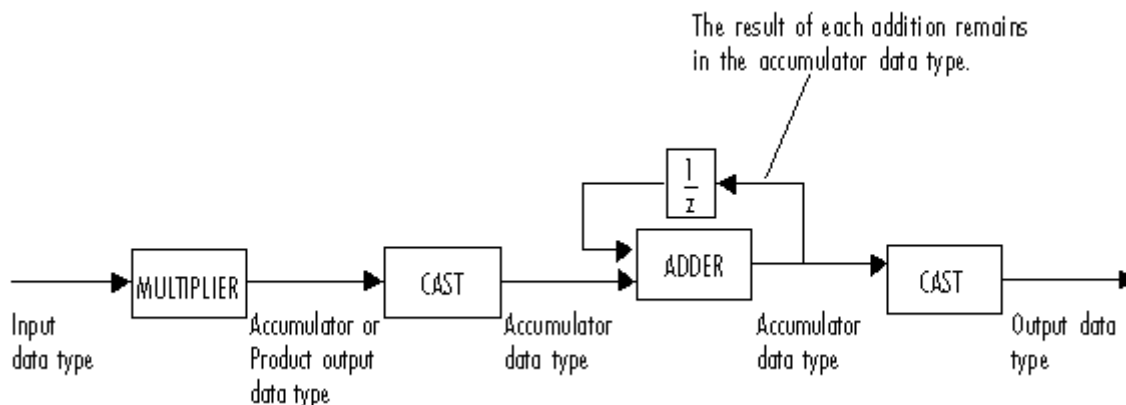 The result of each addition remains
in the accumulator data type.
1
z
MULTIPLIER
CAST
ADDER
CAST
Input
data type
Accumulator or
Product output
data type
Accumulator
data type
Accumulator
data type
Output data
type